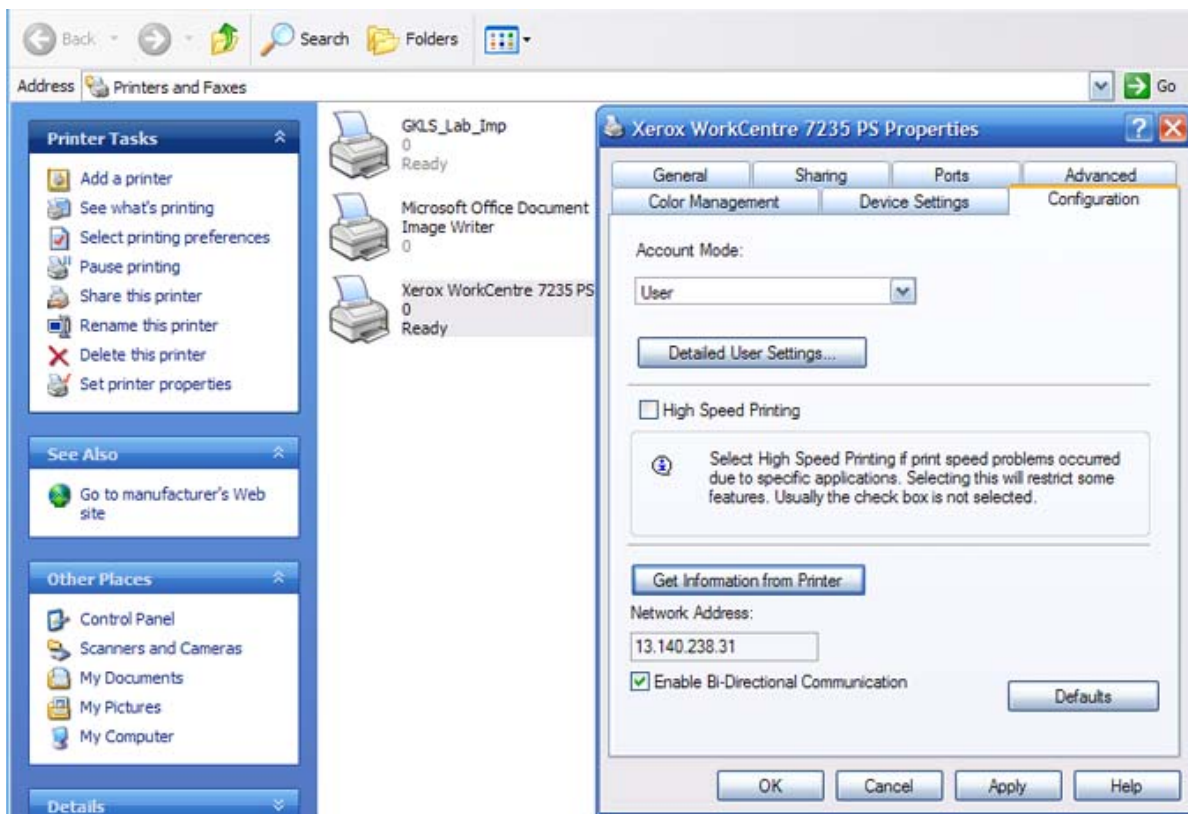 Back
Search
Folders
Address
Printers and Faxes
Go
Printer Tasks
Add a printer
See what's printing
Select printing preferences
Pause printing
Share this printer
Rename this printer
Delete this printer
Set printer properties
See Also
Go to manufacturer's Web
site
Other Places
Control Panel
Scanners and Cameras
My Documents
My Pictures
My Computer
Details
GKLS_Lab_Imp
0
Ready
Microsoft Office Document
Image Writer
0
Xerox WorkCentre 7235 PS
0
Ready
Xerox WorkCentre 7235 PS Properties
General
Sharing
Ports
Advanced
Color Management
Device Settings
Configuration
Account Mode:
User
Detailed User Settings...
High Speed Printing
Select High Speed Printing if print speed problems occurred
due to specific applications. Selecting this will restrict some
features. Usually the check box is not selected.
Get Information from Printer
Network Address:
13.140.238.31
Enable Bi-Directional Communication
Defaults
OK
Cancel
Apply
Help